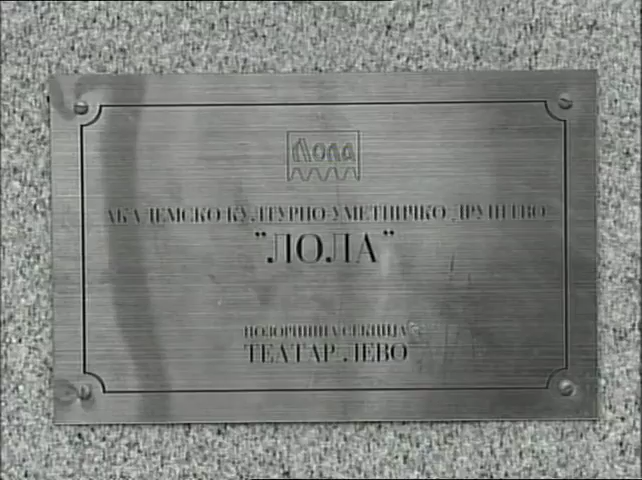 Лола
АКАДЕМСКО КУЛТУРНО УМЕТНИЧКО ДРУШТВО
"ЛОЛА"
ПОЗОРИШНА СЕКЦИЈА
ТЕАТАР ЛЕВО